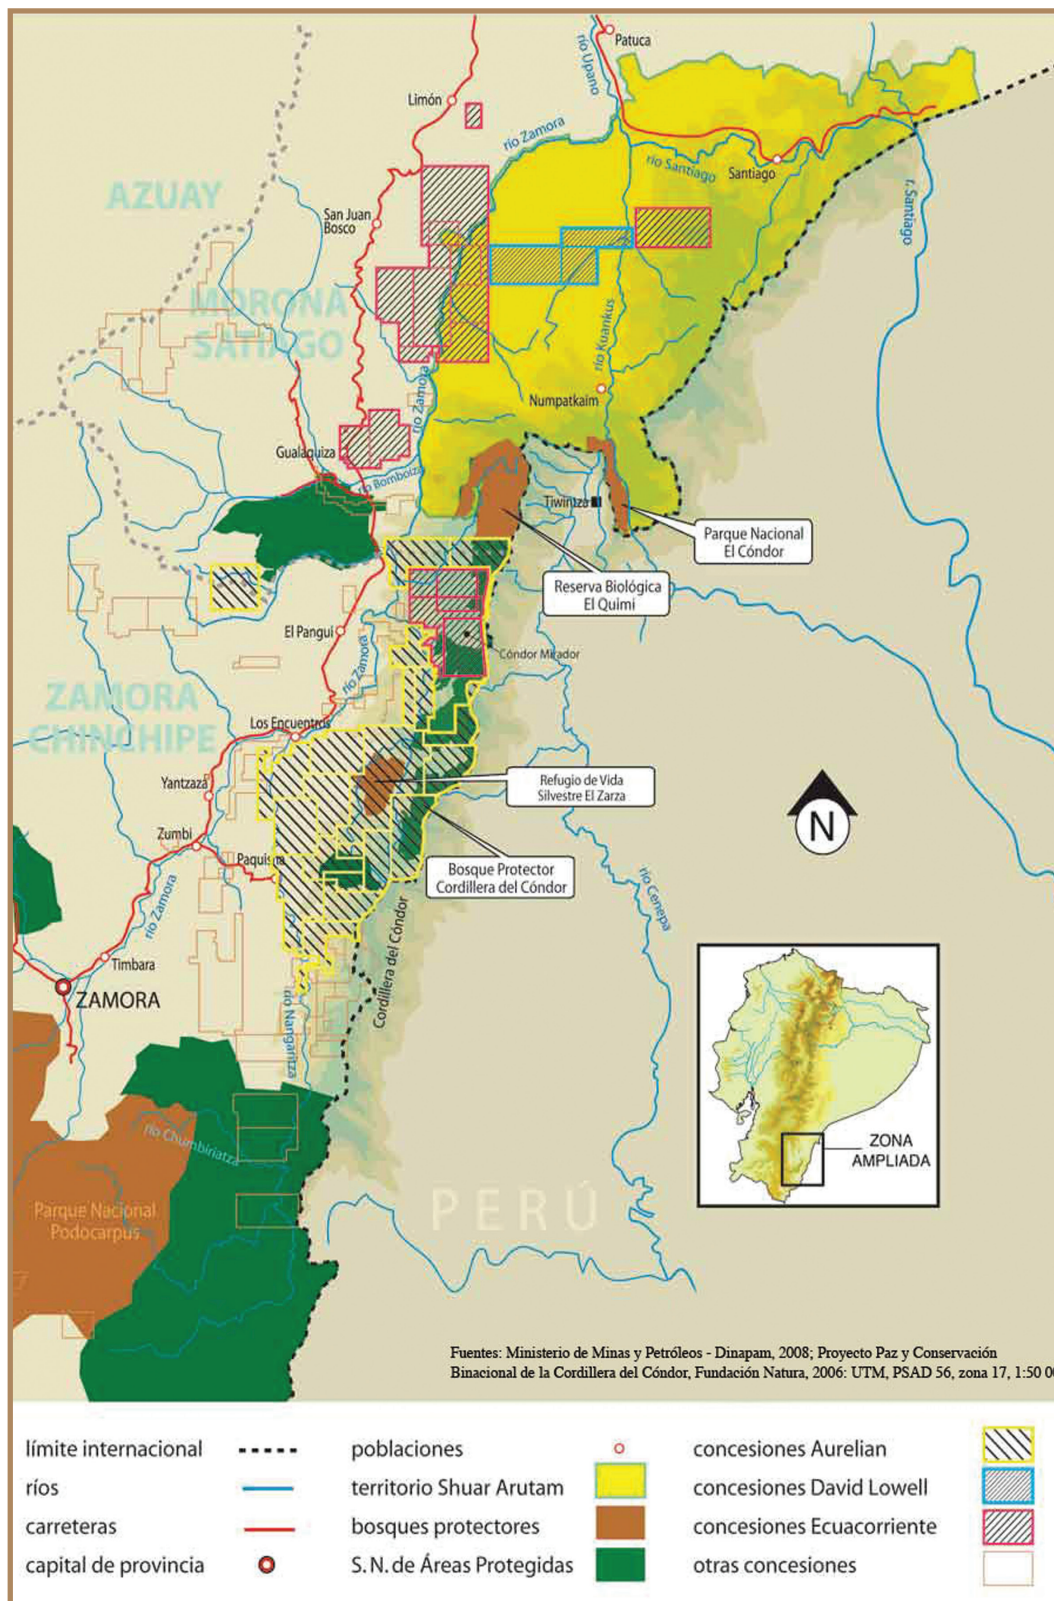 Patuca
río Upano
Limón
río Zamora
río Santiago
Santiago
r. Santiago
AZUAY
San Juan
Bosco
MORONA
SATIAGO
río Kuankus
río Zamora
Numpatkaim
Gualaquiza
río Bomboiza
Tiwintza
Parque Nacional
El Cóndor
Reserva Biológica
El Quimi
El Pangui
Cóndor Mirador
río Zamora
ZAMORA
CHINCHIPE
Los Encuentros
Yantzaza
Refugio de Vida
Silvestre El Zarza
Zumbi
Paquisha
Bosque Protector
Cordillera del Cóndor
río Zamora
río Cenepa
N
Timbara
ZAMORA
Cordillera del Cóndor
río Nangaritza
río Chumbiriatza
ZONA
AMPLIADA
Parque Nacional
Podocarpus
PERÚ
Fuentes: Ministerio de Minas y Petróleos - Dinapam, 2008; Proyecto Paz y Conservación
Binacional de la Cordillera del Cóndor, Fundación Natura, 2006: UTM, PSAD 56, zona 17, 1:50 00
límite internacional
ríos
carreteras
capital de provincia
poblaciones
territorio Shuar Arutam
bosques protectores
S.N. de Áreas Protegidas
concesiones Aurelian
concesiones David Lowell
concesiones Ecuacorriente
otras concesiones